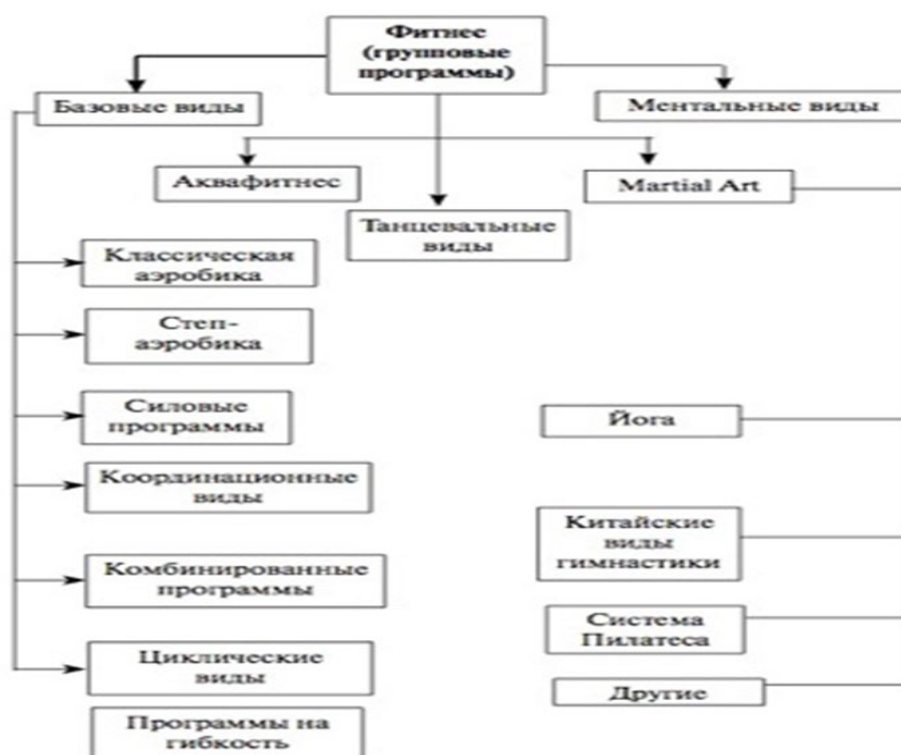 Фитнес
(групповые
программы)
Базовые виды
Ментальные виды
Аквафитнес
Martial Art
Танцевальные
виды
Классическая
аэробика
Степ-
аэробика
Силовые
программы
Йога
Координационные
виды
Китайские
виды
гимнастики
Комбинированные
программы
Система
Пилатеса
Циклические
виды
Другие
Программы на
гибкость